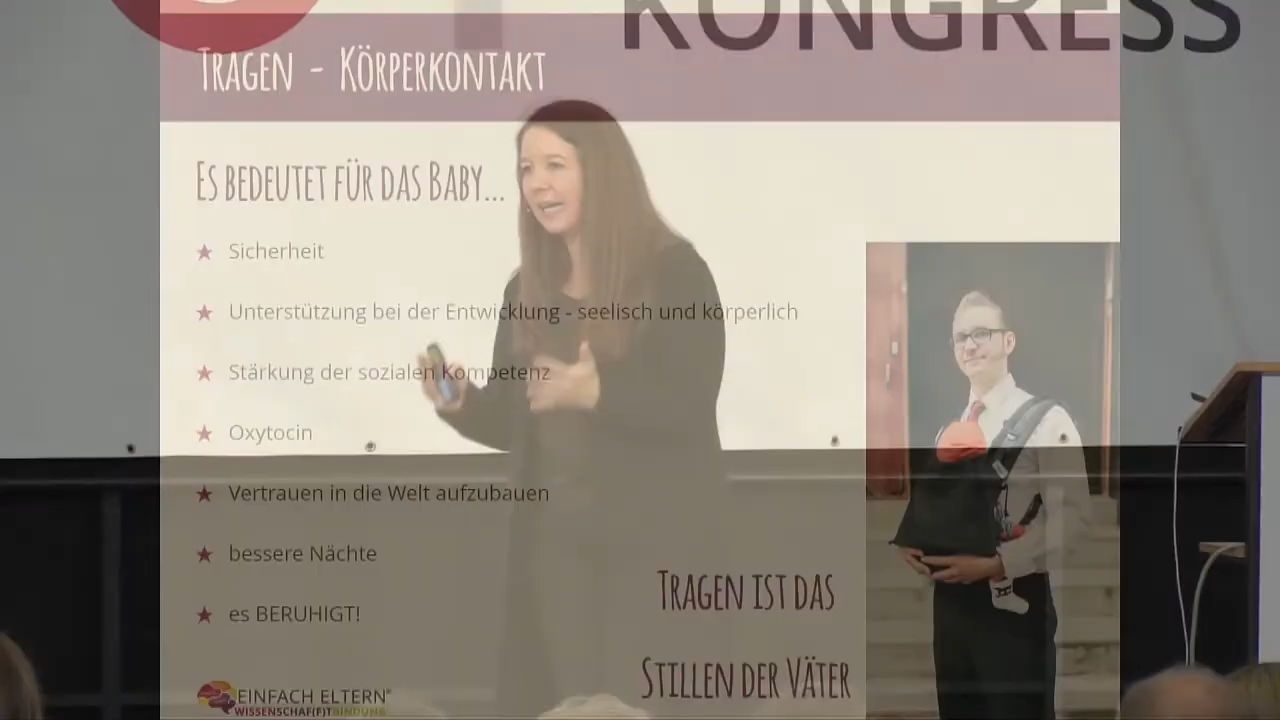 KONGRESS
TRAGEN - KÖRPERKONTAKT
ES BEDEUTET FÜR DAS BABY...
Sicherheit
Unterstützung bei der Entwicklung - seelisch und körperlich
Stärkung der sozialen Kompetenz
Oxytocin
Vertrauen in die Welt aufzubauen
bessere Nächte
es BERUHIGT!
TRAGEN IST DAS
STILLEN DER VÄTER
EINFACH ELTERN®
WISSENSCHAF(F)T BINDUNG